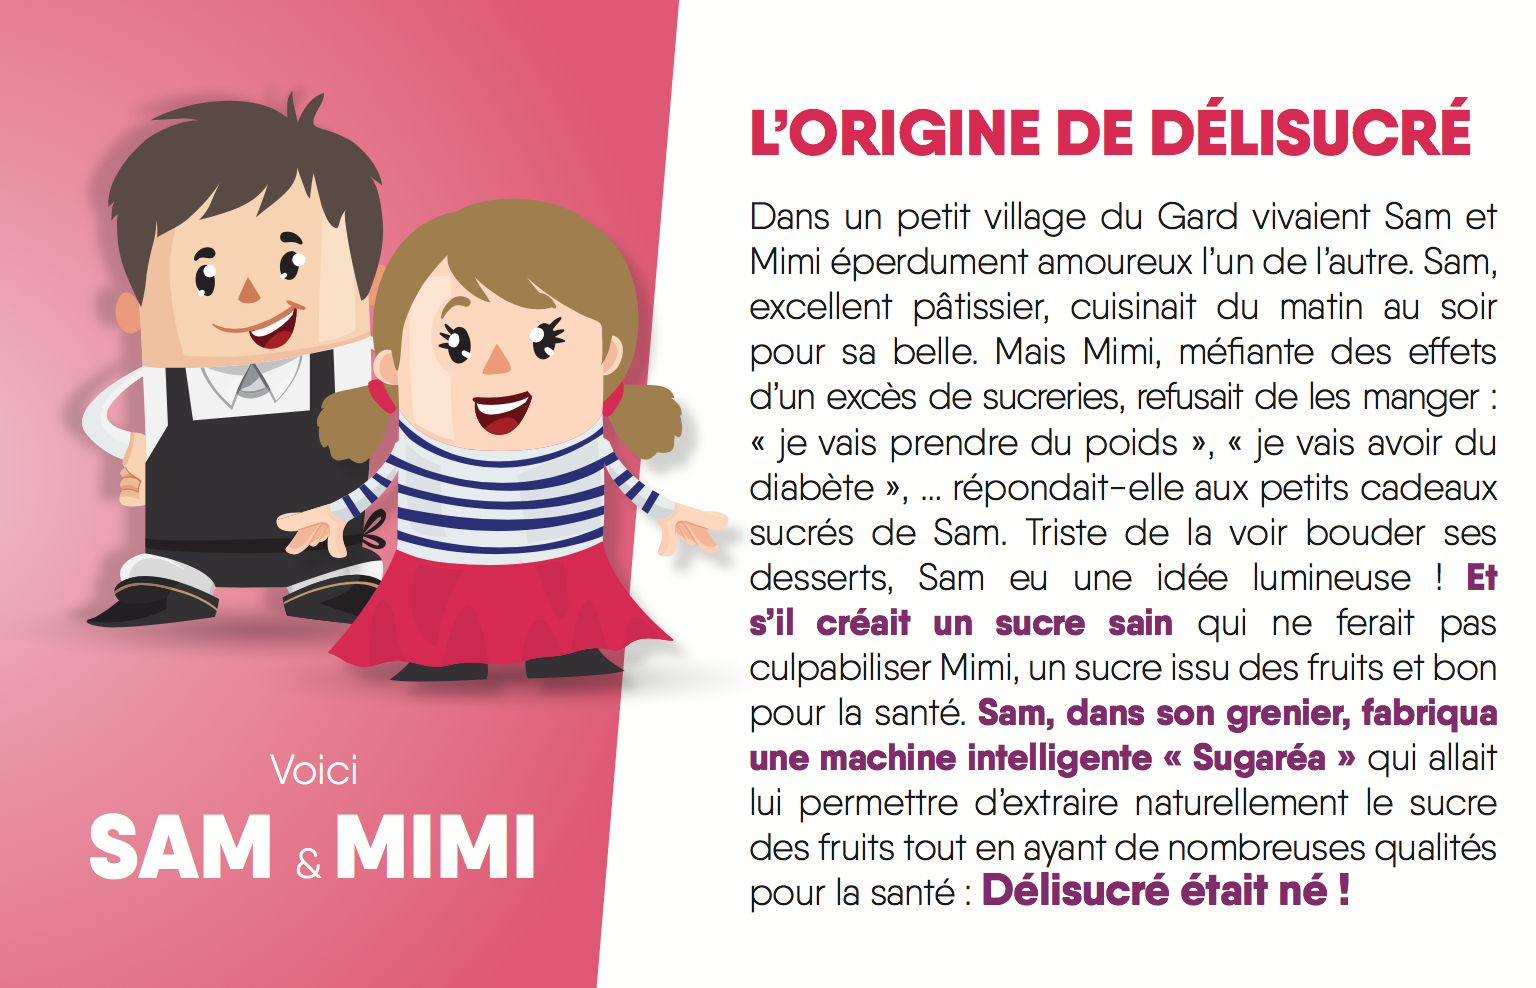 Voici
SAM & MIMI
L’ORIGINE DE DÉLISUCRÉ
Dans un petit village du Gard vivaient Sam et
Mimi éperdument amoureux l’un de l’autre. Sam,
excellent pâtissier, cuisinait du matin au soir
pour sa belle. Mais Mimi, méfiante des effets
d’un excès de sucreries, refusait de les manger :
« je vais prendre du poids », « je vais avoir du
diabète », ... répondait-elle aux petits cadeaux
sucrés de Sam. Triste de la voir bouder ses
desserts, Sam eu une idée lumineuse ! Et
s’il créait un sucre sain qui ne ferait pas
culpabiliser Mimi, un sucre issu des fruits et bon
pour la santé. Sam, dans son grenier, fabriqua
une machine intelligente « Sugaréa » qui allait
lui permettre d’extraire naturellement le sucre
des fruits tout en ayant de nombreuses qualités
pour la santé : Délisucré était né !